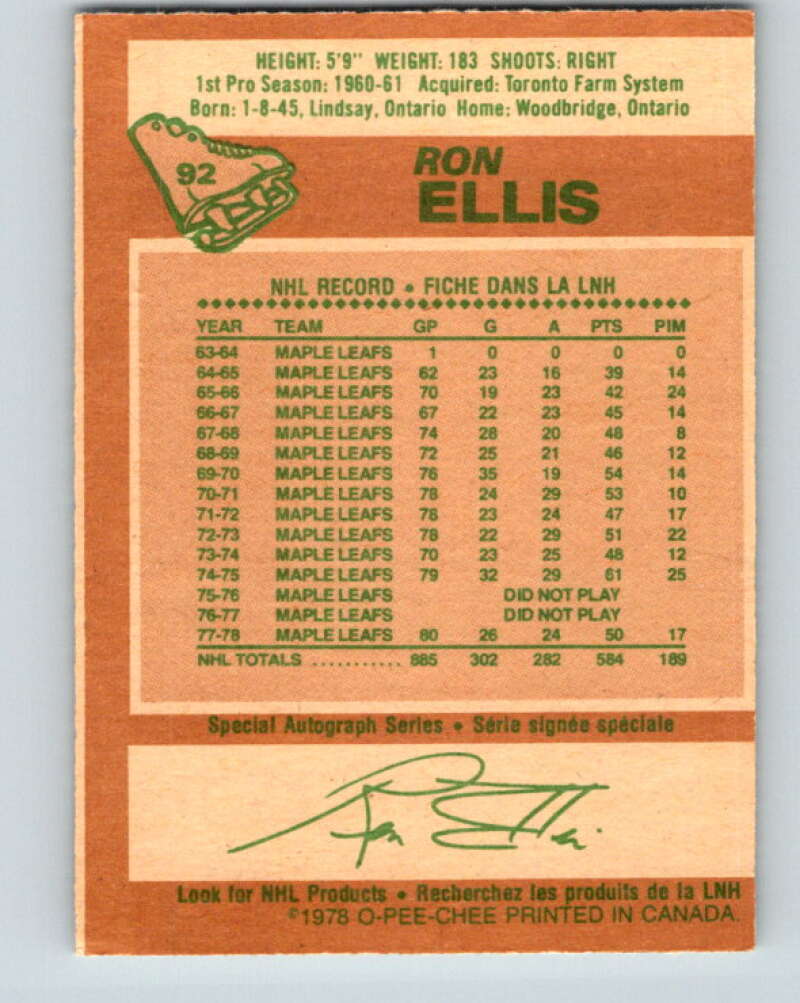 HEIGHT: 5'9" WEIGHT: 183 SHOOTS: RIGHT
1st Pro Season: 1960-61 Acquired: Toronto Farm System
Born: 1-8-45, Lindsay, Ontario Home: Woodbridge, Ontario
92
RON
ELLIS
NHL RECORD • FICHE DANS LA LNH
YEAR TEAM GP G A PTS PIM
63-64 MAPLE LEAFS 1 0 0 0 0
64-65 MAPLE LEAFS 62 23 16 39 14
65-66 MAPLE LEAFS 70 19 23 42 24
66-67 MAPLE LEAFS 67 22 23 45 14
67-68 MAPLE LEAFS 74 28 20 48 8
68-69 MAPLE LEAFS 72 25 21 46 12
69-70 MAPLE LEAFS 76 35 19 54 14
70-71 MAPLE LEAFS 78 24 29 53 10
71-72 MAPLE LEAFS 78 23 24 47 17
72-73 MAPLE LEAFS 78 22 29 51 22
73-74 MAPLE LEAFS 70 23 25 48 12
74-75 MAPLE LEAFS 79 32 29 61 25
75-76 MAPLE LEAFS DID NOT PLAY
76-77 MAPLE LEAFS DID NOT PLAY
77-78 MAPLE LEAFS 80 26 24 50 17
NHL TOTALS ........... 885 302 282 584 189
Special Autograph Series • Série signée spéciale
Ron Ellis
Look for NHL Products • Recherchez les produits de la LNH
©1978 O-PEE-CHEE PRINTED IN CANADA.